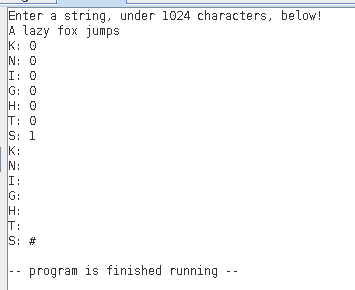 Enter a string, under 1024 characters, below!
A lazy fox jumps
K: 0
N: 0
I: 0
G: 0
H: 0
T: 0
S: 1
K:
N:
I:
G:
H:
T:
S: #
-- program is finished running --